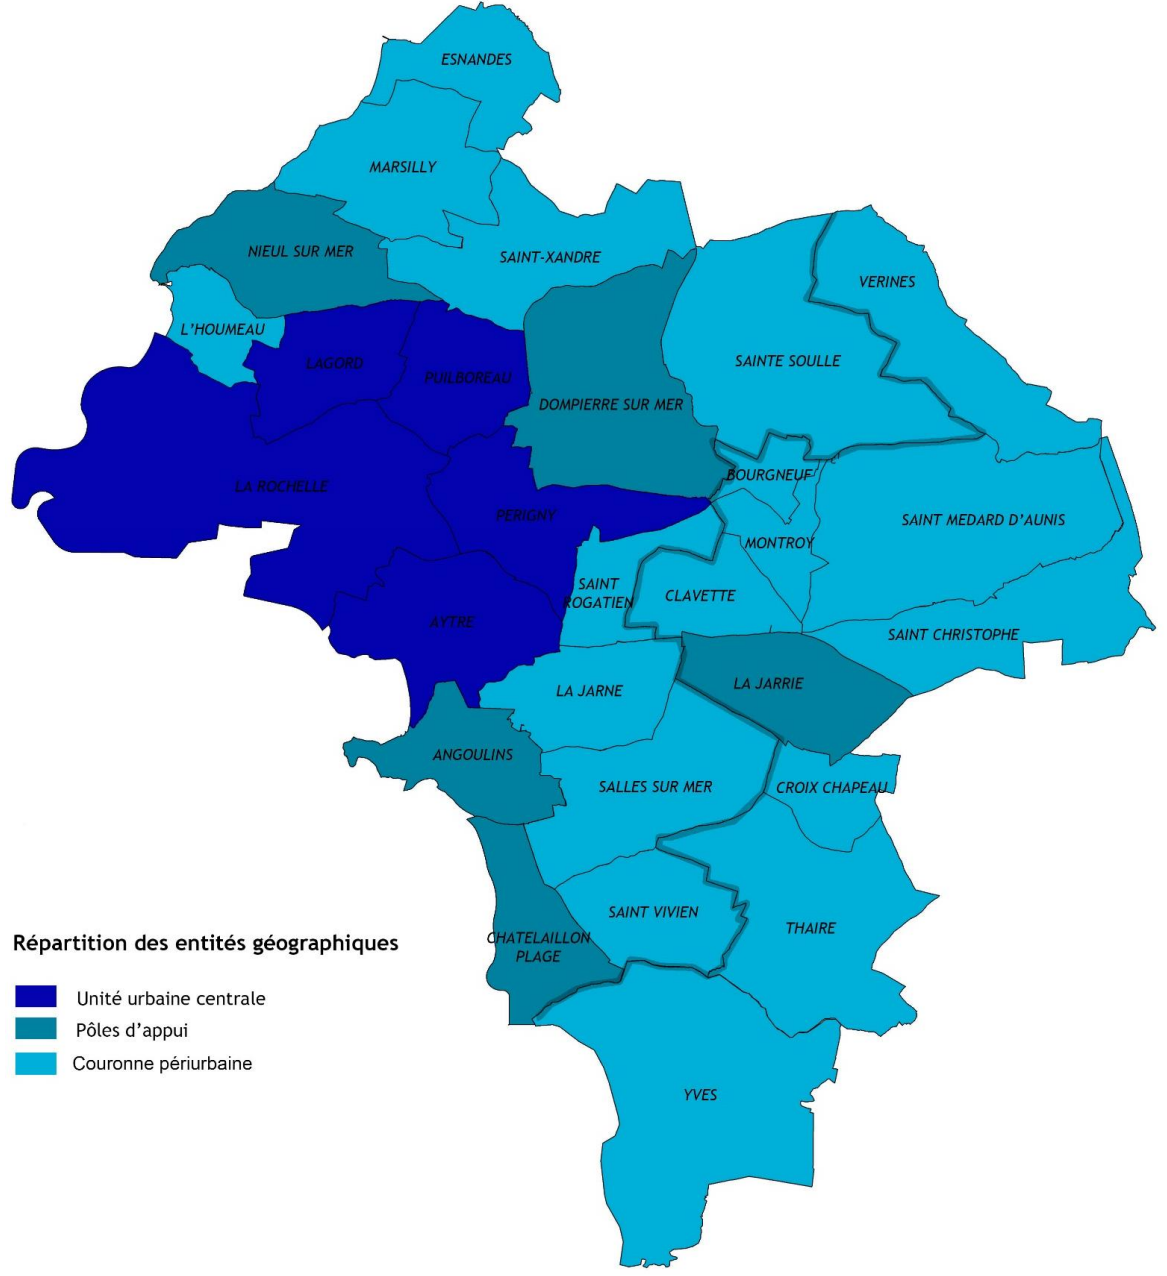 ESNANDES
MARSILLY
NIEUL SUR MER
SAINT-XANDRE
VERINES
L'HOUMEAU
LAGORD
PUILBOREAU
SAINTE SOULLE
DOMPIERRE SUR MER
BOURGNEUF
LA ROCHELLE
PERIGNY
SAINT MEDARD D'AUNIS
MONTROY
SAINT
ROGATIEN
CLAVETTE
AYTRE
SAINT CHRISTOPHE
LA JARNE
LA JARRIE
ANGOULINS
SALLES SUR MER
CROIX CHAPEAU
SAINT VIVIEN
THAIRE
CHATELAILLON
PLAGE
YVES
Répartition des entités géographiques
Unité urbaine centrale
Pôles d'appui
Couronne périurbaine